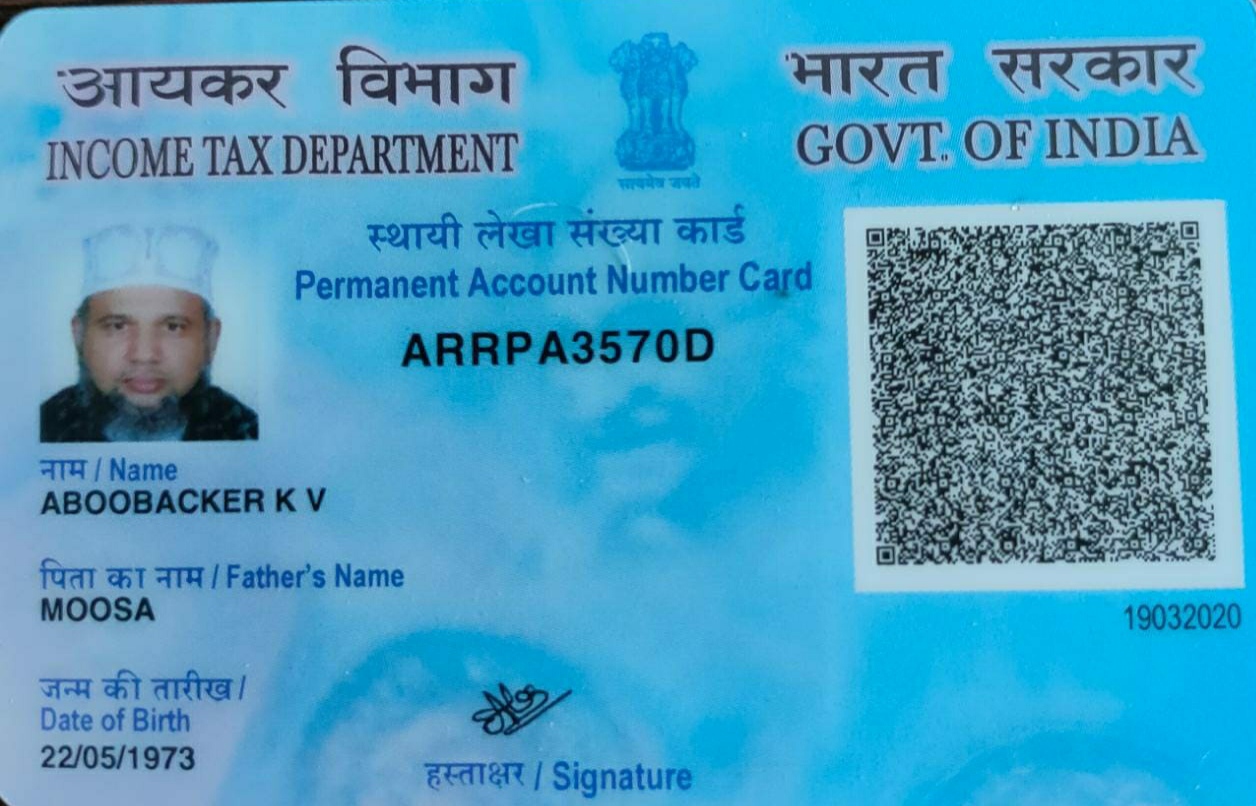 आयकर विभाग
INCOME TAX DEPARTMENT
सत्यमेव जयते
भारत सरकार
GOVT. OF INDIA
स्थायी लेखा संख्या कार्ड
Permanent Account Number Card
ARRPA3570D
नाम / Name
ABOOBACKER K V
पिता का नाम / Father's Name
MOOSA
19032020
जन्म की तारीख /
Date of Birth
22/05/1973
हस्ताक्षर / Signature